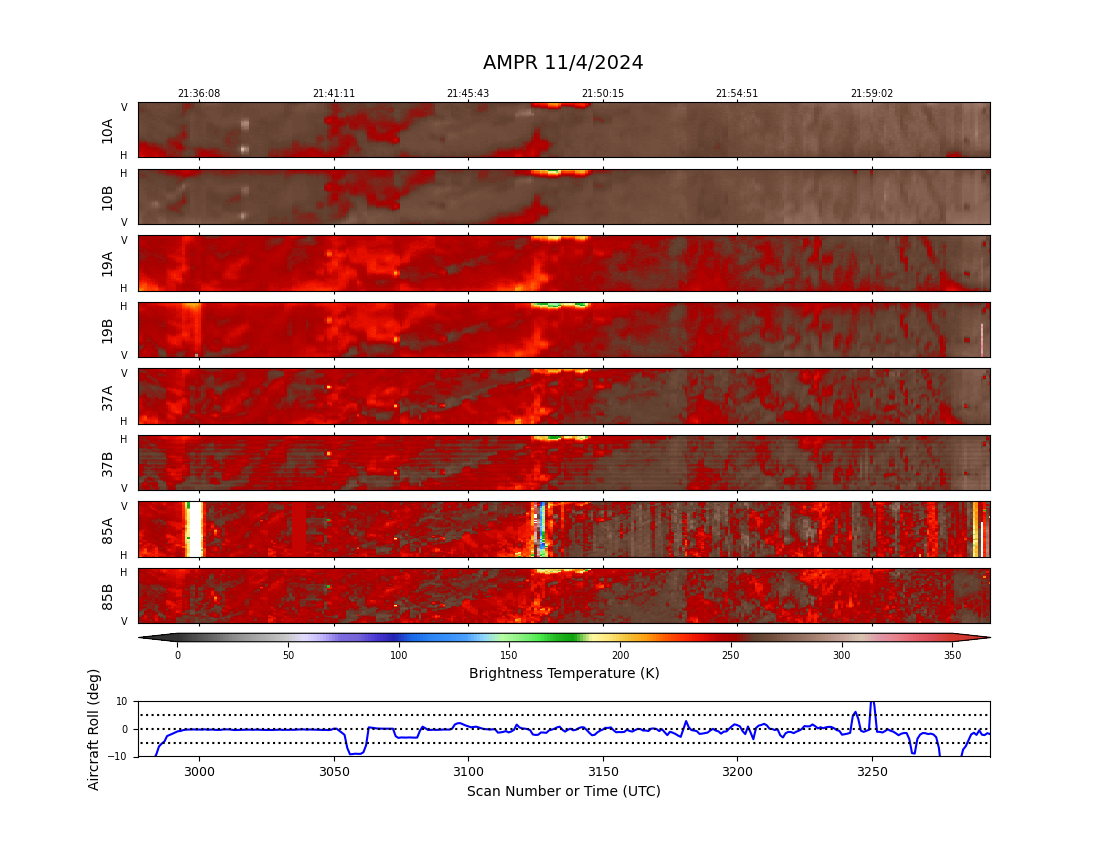 AMPR 11/4/2024
21:36:08 21:41:11 21:45:43 21:50:15 21:54:51 21:59:02
V
10A
H
H
10B
V
V
19A
H
H
19B
V
V
37A
H
H
37B
V
V
85A
H
H
85B
V
0 50 100 150 200 250 300 350
Brightness Temperature (K)
Aircraft Roll (deg)
10
0
−10
3000 3050 3100 3150 3200 3250
Scan Number or Time (UTC)